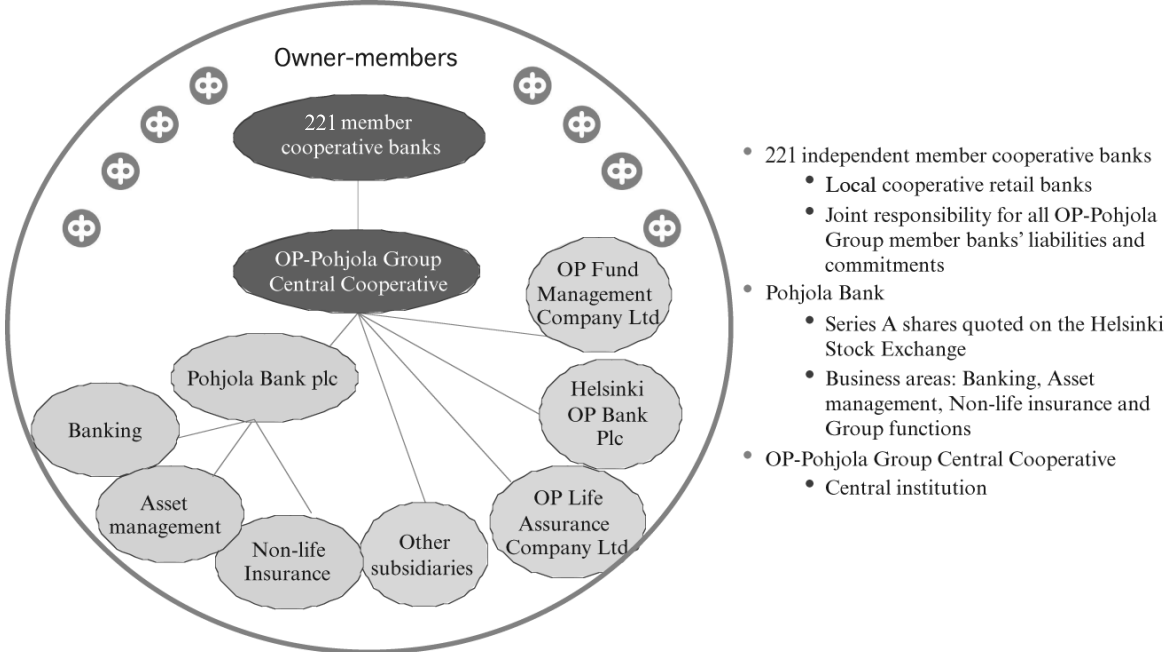 Owner-members
221 member
cooperative banks
OP-Pohjola Group
Central Cooperative
OP Fund
Management
Company Ltd
Pohjola Bank plc
Helsinki
OP Bank
Plc
Banking
Asset
management
OP Life
Assurance
Company Ltd
Non-life
Insurance
Other
subsidiaries
• 221 independent member cooperative banks
• Local cooperative retail banks
• Joint responsibility for all OP-Pohjola
Group member banks’ liabilities and
commitments
• Pohjola Bank
• Series A shares quoted on the Helsinki
Stock Exchange
• Business areas: Banking, Asset
management, Non-life insurance and
Group functions
• OP-Pohjola Group Central Cooperative
• Central institution